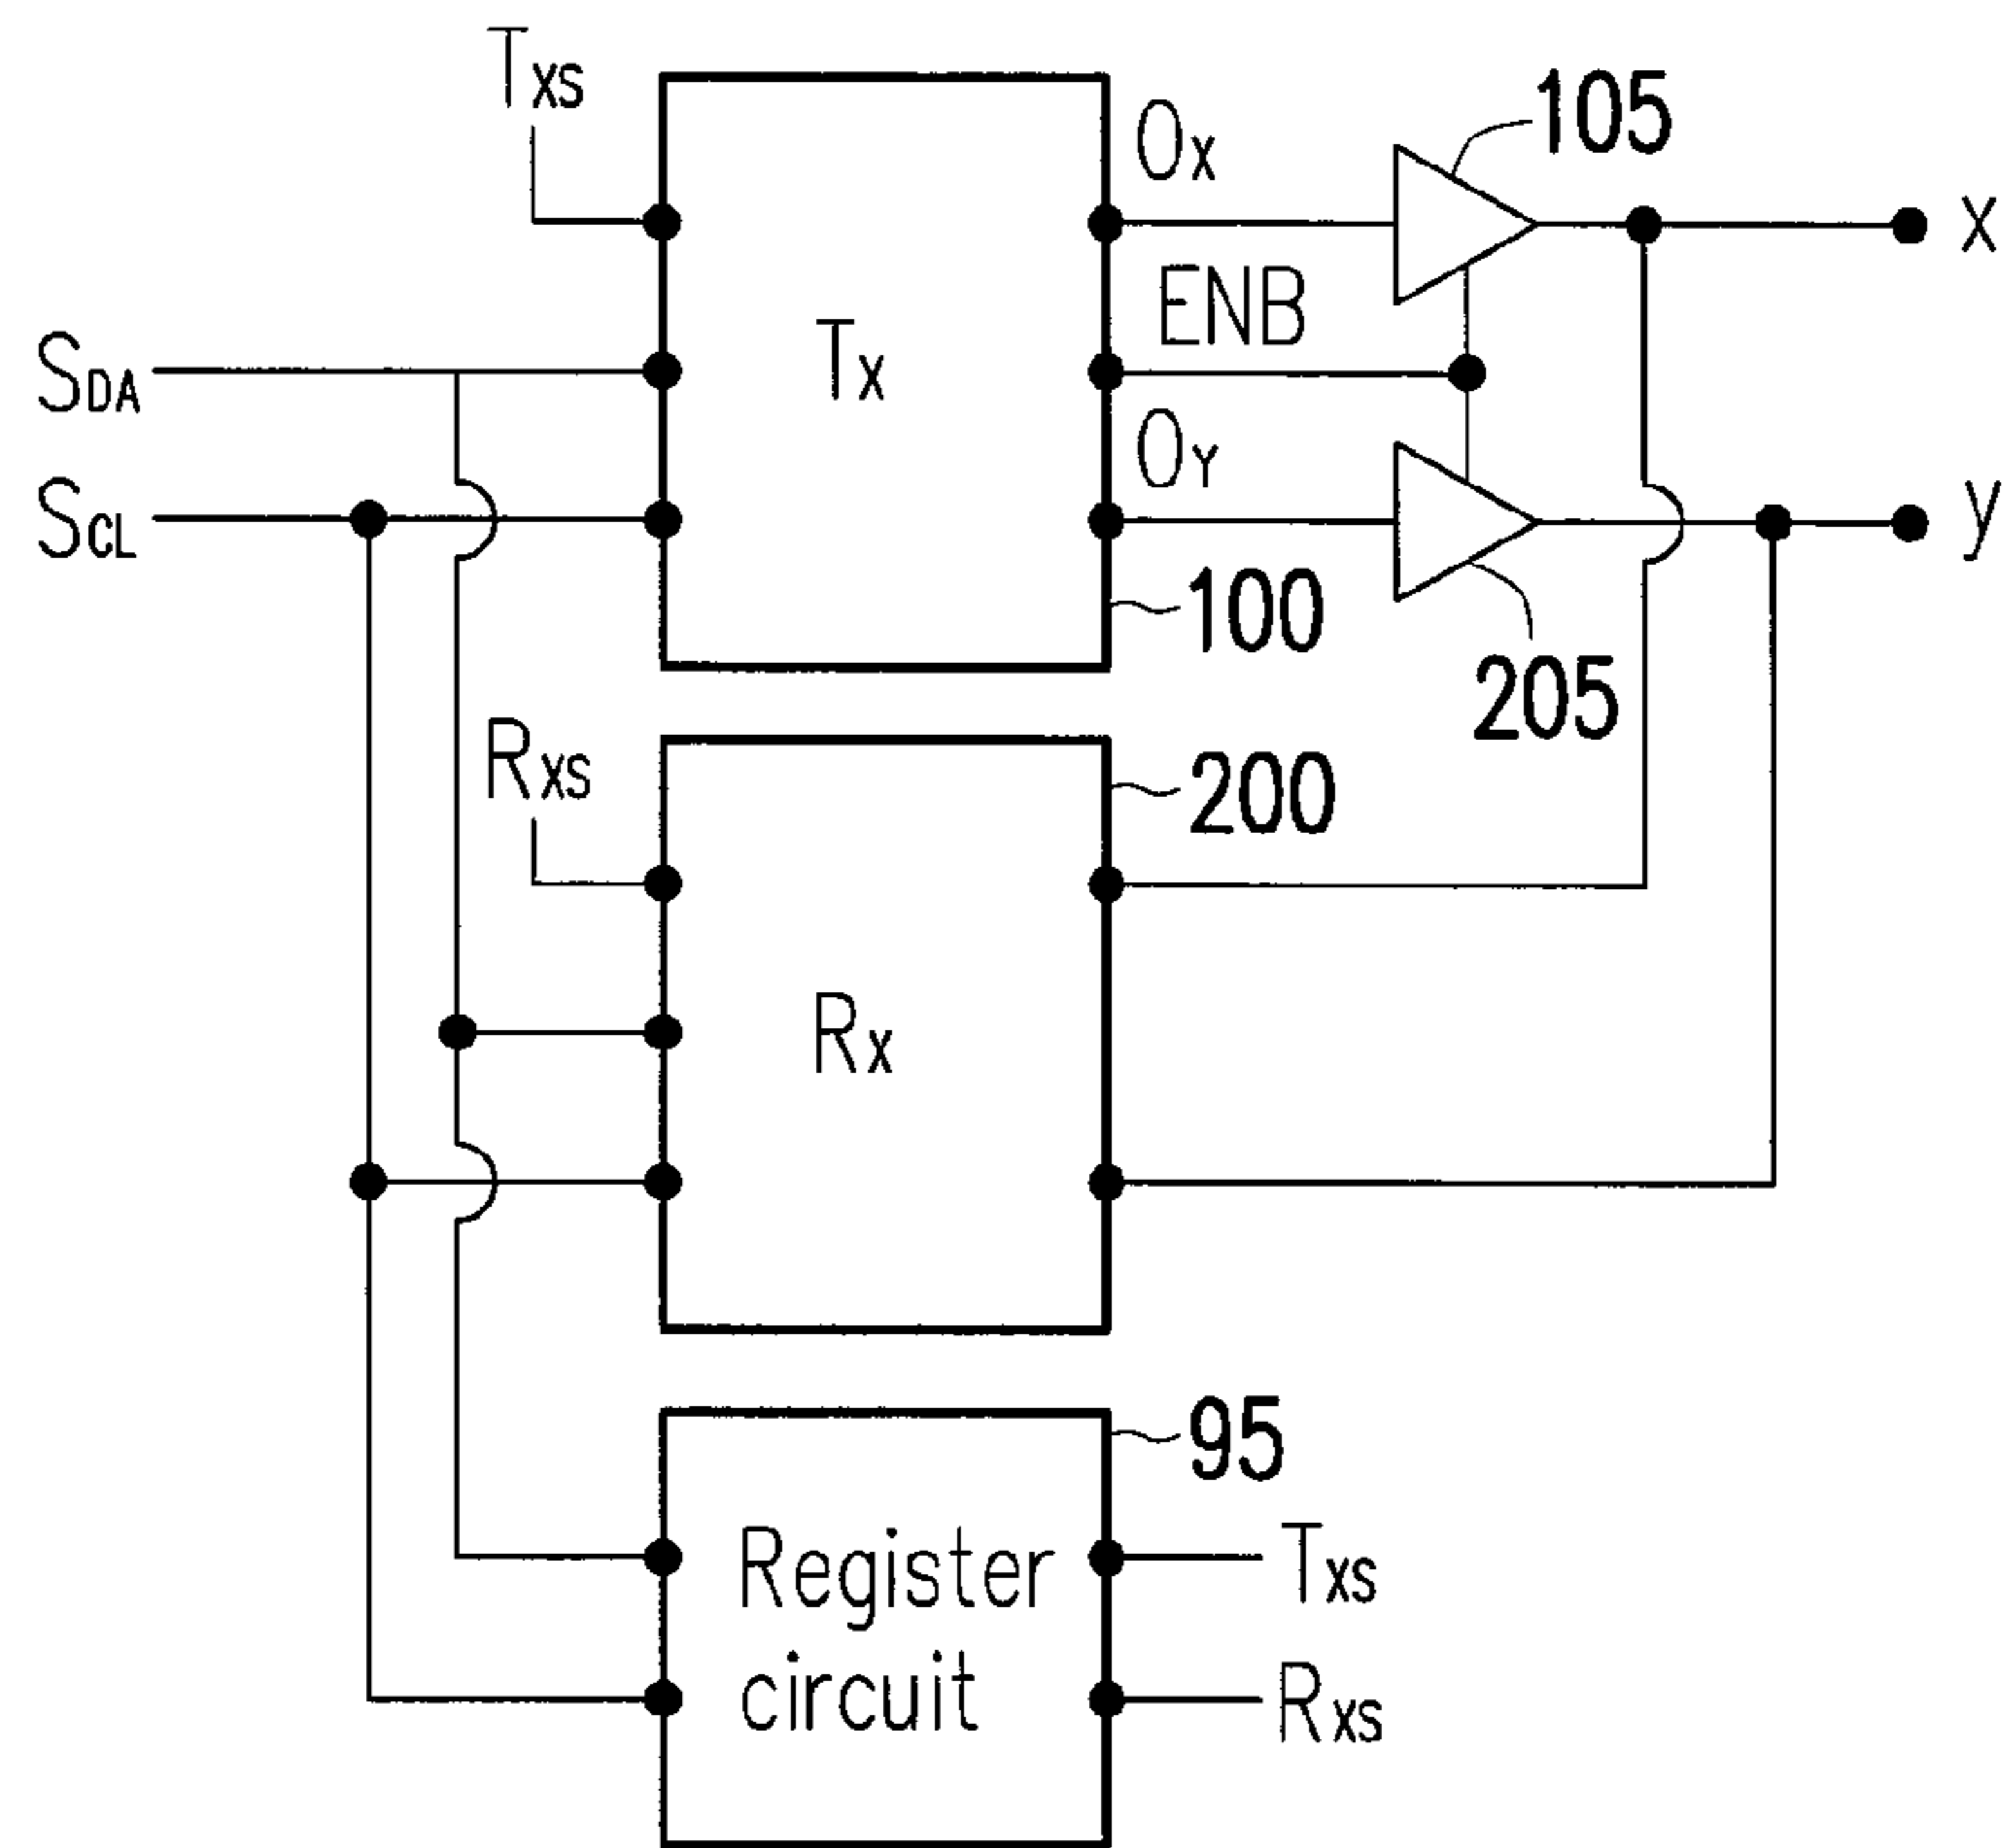 Txs
105
Ox
x
ENB
Tx
SDA
OY
SCL
y
100
205
Rxs
200
Rx
95
Register
circuit
Txs
Rxs